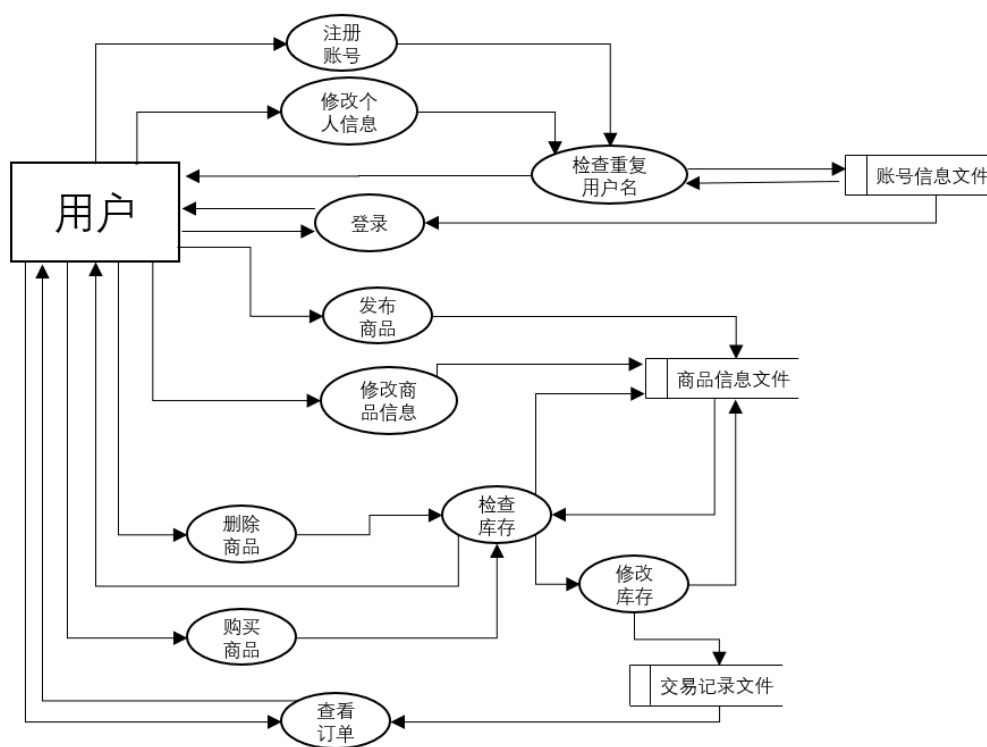 注册
账号
修改个
人信息
检查重复
用户名
账号信息文件
用户
登录
发布
商品
商品信息文件
修改商
品信息
检查
库存
删除
商品
修改
库存
购买
商品
交易记录文件
查看
订单